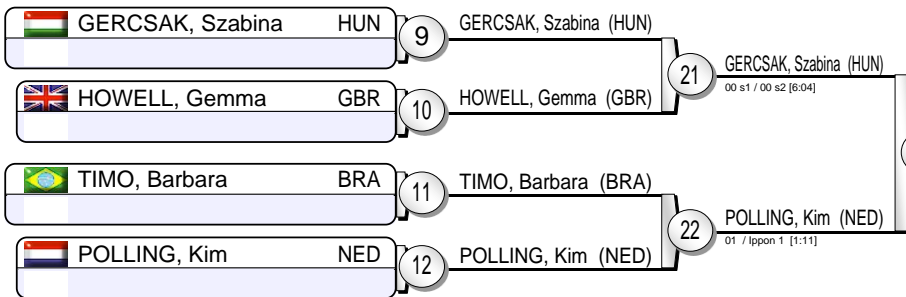 GERCSAK, Szabina HUN
9
GERCSAK, Szabina (HUN)
21
GERCSAK, Szabina (HUN)
00 s1 / 00 s2 [6:04]
HOWELL, Gemma GBR
10
HOWELL, Gemma (GBR)
TIMO, Barbara BRA
11
TIMO, Barbara (BRA)
22
POLLING, Kim (NED)
01 / Ippon 1 [1:11]
POLLING, Kim NED
12
POLLING, Kim (NED)